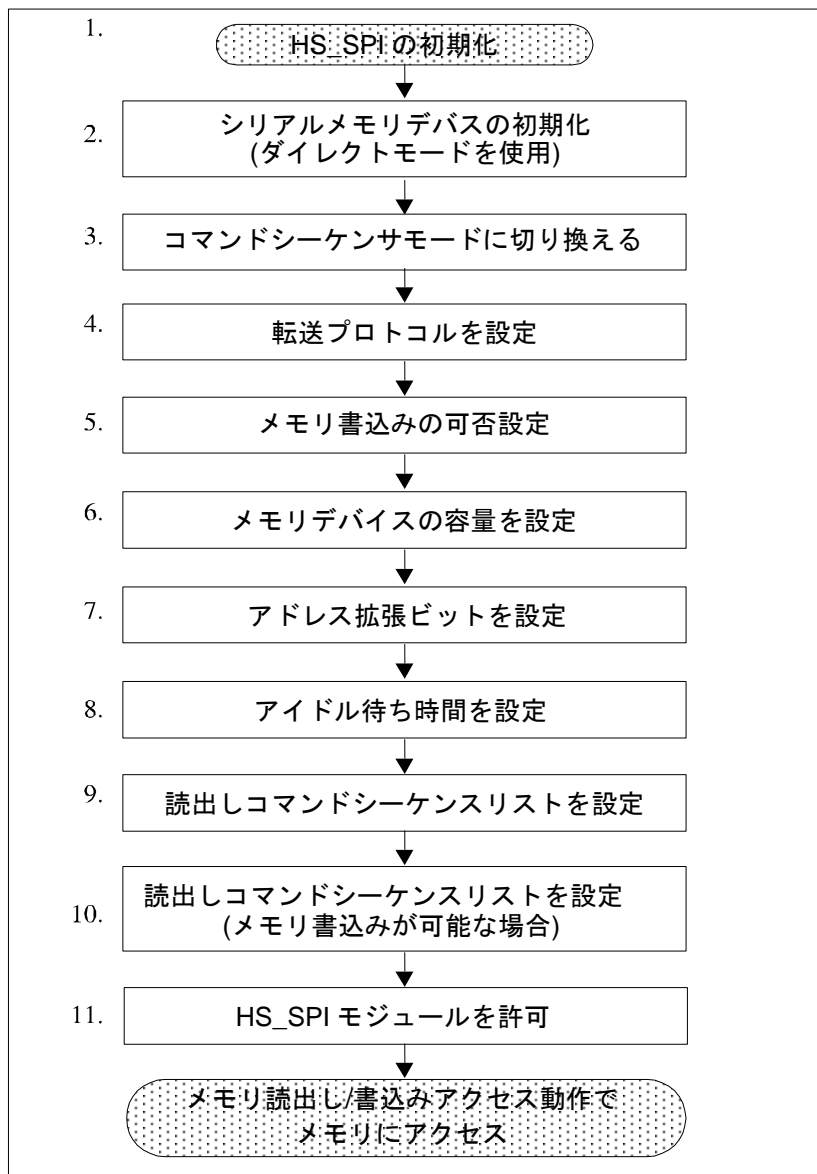 1. HS_SPI の初期化
2. シリアルメモリデバスの初期化
(ダイレクトモードを使用)
3. コマンドシーケンサモードに切り換える
4. 転送プロトコルを設定
5. メモリ書込みの可否設定
6. メモリデバイスの容量を設定
7. アドレス拡張ビットを設定
8. アイドル待ち時間を設定
9. 読出しコマンドシーケンスリストを設定
10. 読出しコマンドシーケンスリストを設定
(メモリ書込みが可能な場合)
11. HS_SPI モジュールを許可
メモリ読出し/書込みアクセス動作で
メモリにアクセス